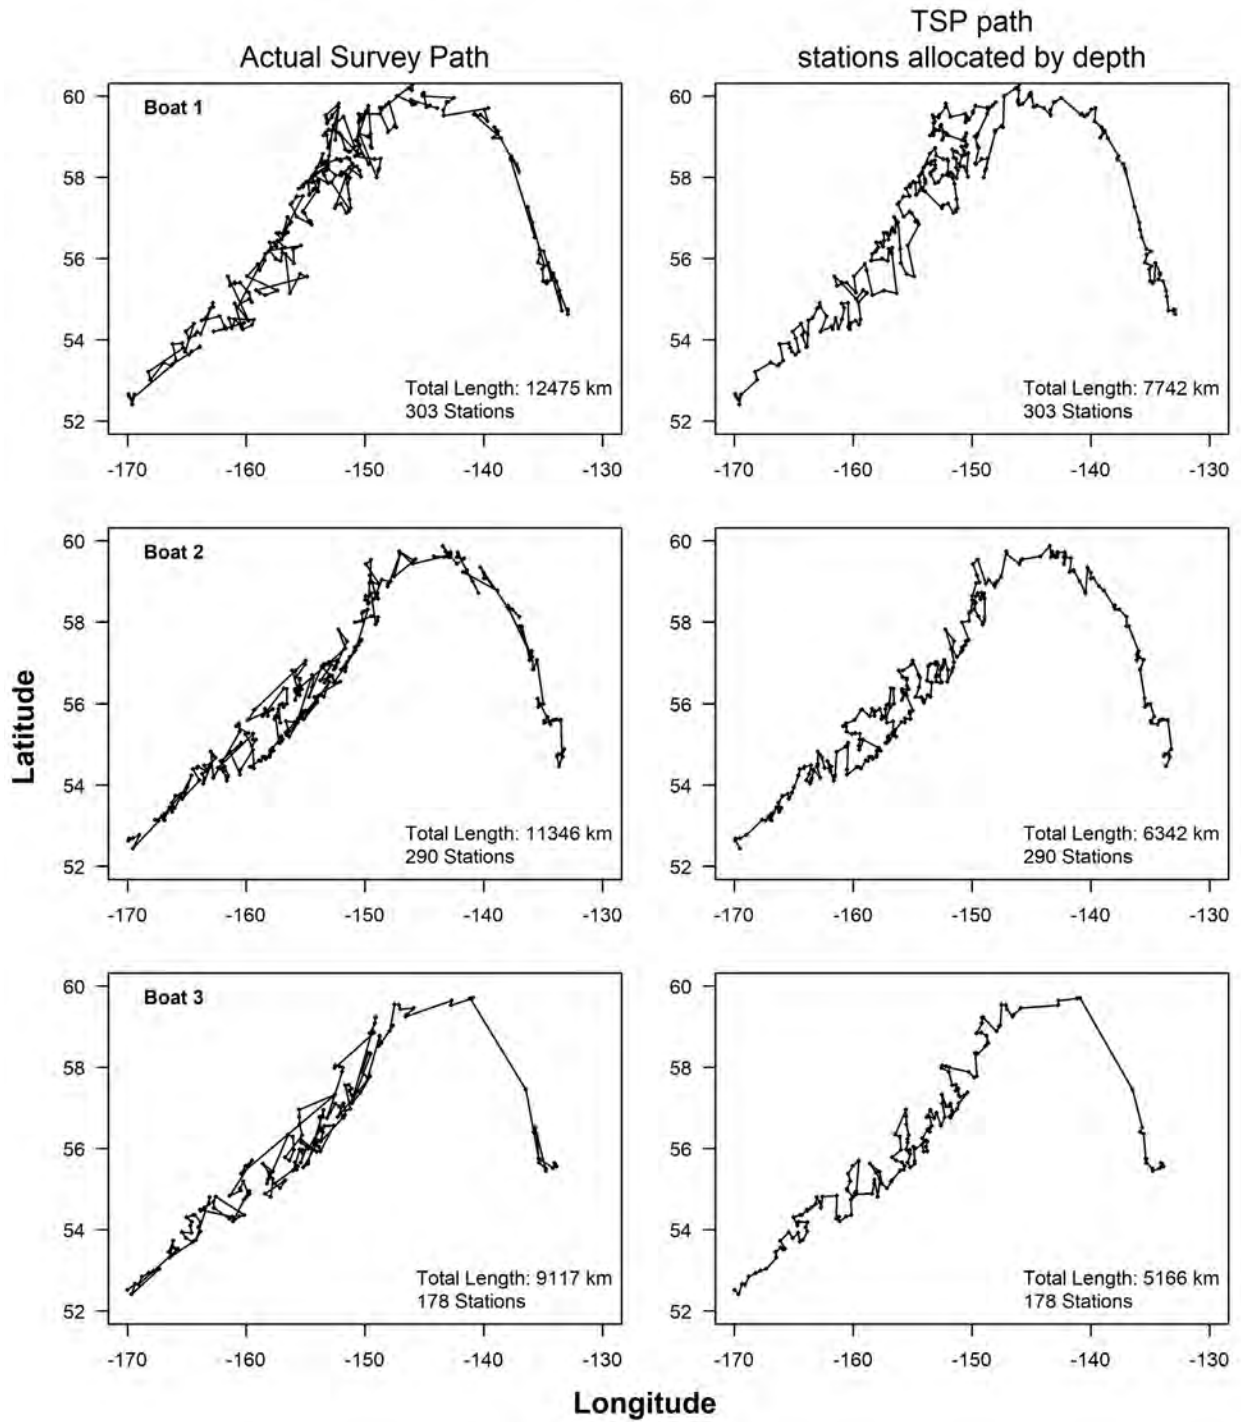 TSP path
Actual Survey Path
stations allocated by depth
60
58
56
54
52
Boat 1
Total Length: 12475 km
303 Stations
-170 -160 -150 -140 -130
60
58
56
54
52
Total Length: 7742 km
303 Stations
-170 -160 -150 -140 -130
Latitude
60
58
56
54
52
Boat 2
Total Length: 11346 km
290 Stations
-170 -160 -150 -140 -130
60
58
56
54
52
Total Length: 6342 km
290 Stations
-170 -160 -150 -140 -130
60
58
56
54
52
Boat 3
Total Length: 9117 km
178 Stations
-170 -160 -150 -140 -130
60
58
56
54
52
Total Length: 5166 km
178 Stations
-170 -160 -150 -140 -130
Longitude